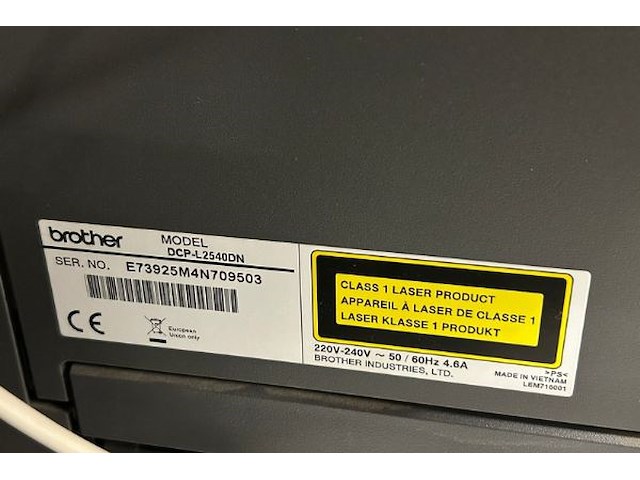 brother
MODEL
DCP-L2540DN
SER. NO. E73925M4N709503
CE
European
Union only
CLASS 1 LASER PRODUCT
APPAREIL À LASER DE CLASSE 1
LASER KLASSE 1 PRODUKT
220V-240V ~ 50 / 60Hz 4.6A
BROTHER INDUSTRIES, LTD.
>PS<
MADE IN VIETNAM
LEM710001